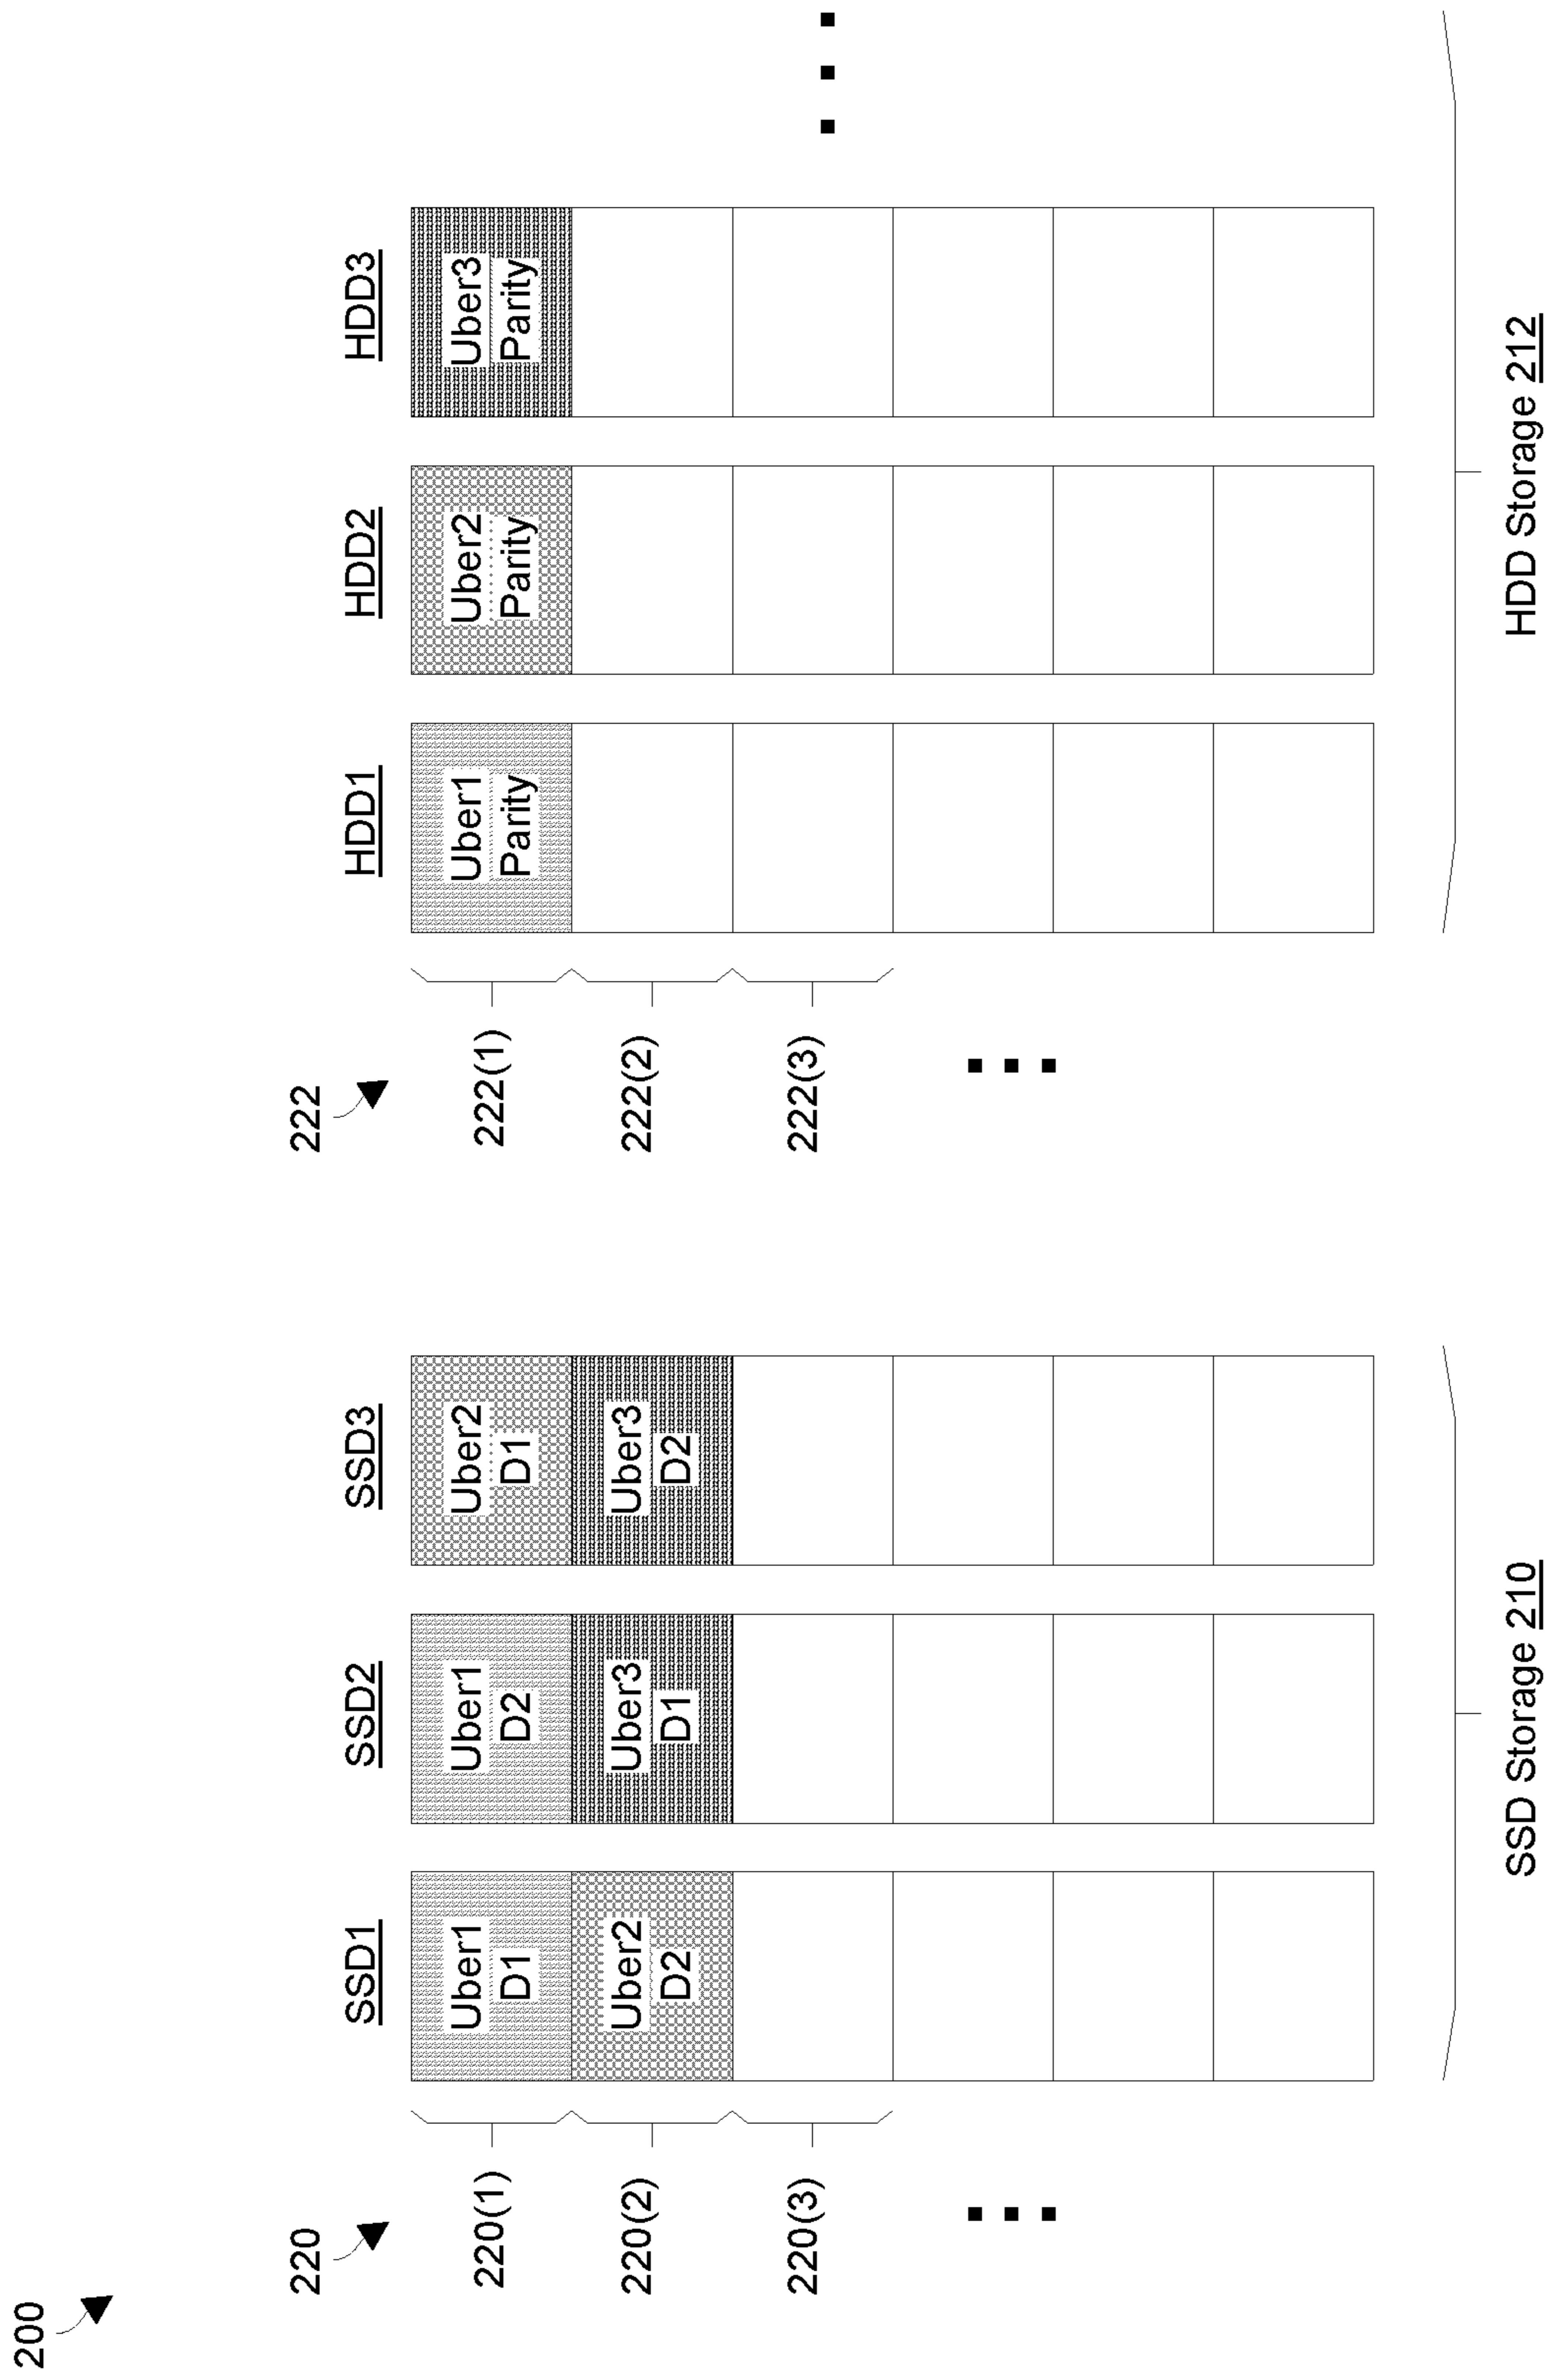 200
220
222
SSD1
SSD2
SSD3
HDD1
HDD2
HDD3
220(1)
Uber1
D1
Uber1
D2
Uber2
D1
222(1)
Uber1
Parity
Uber2
Parity
Uber3
Parity
220(2)
Uber2
D2
Uber3
D1
Uber3
D2
222(2)
220(3)
222(3)
SSD Storage 210
HDD Storage 212